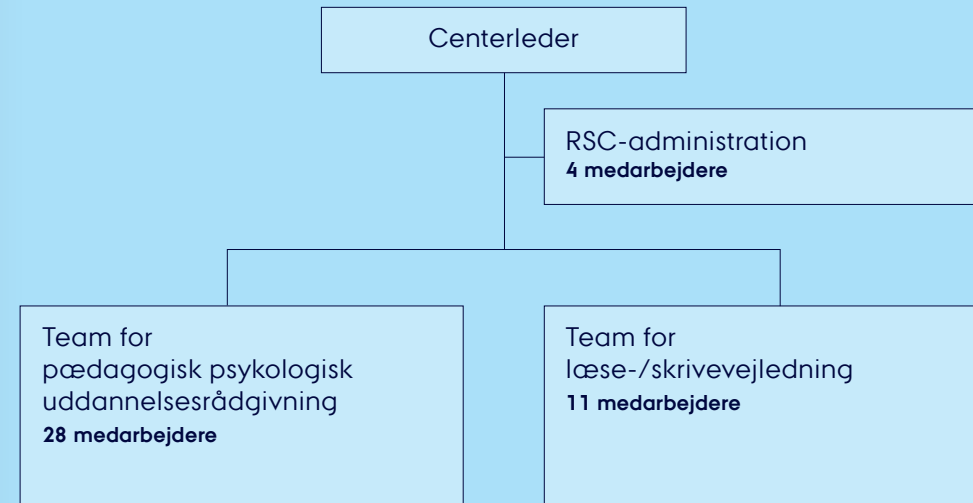 Centerleder
RSC-administration
4 medarbejdere
Team for
pædagogisk psykologisk
uddannelsesrådgivning
28 medarbejdere
Team for
læse-/skrivevejledning
11 medarbejdere